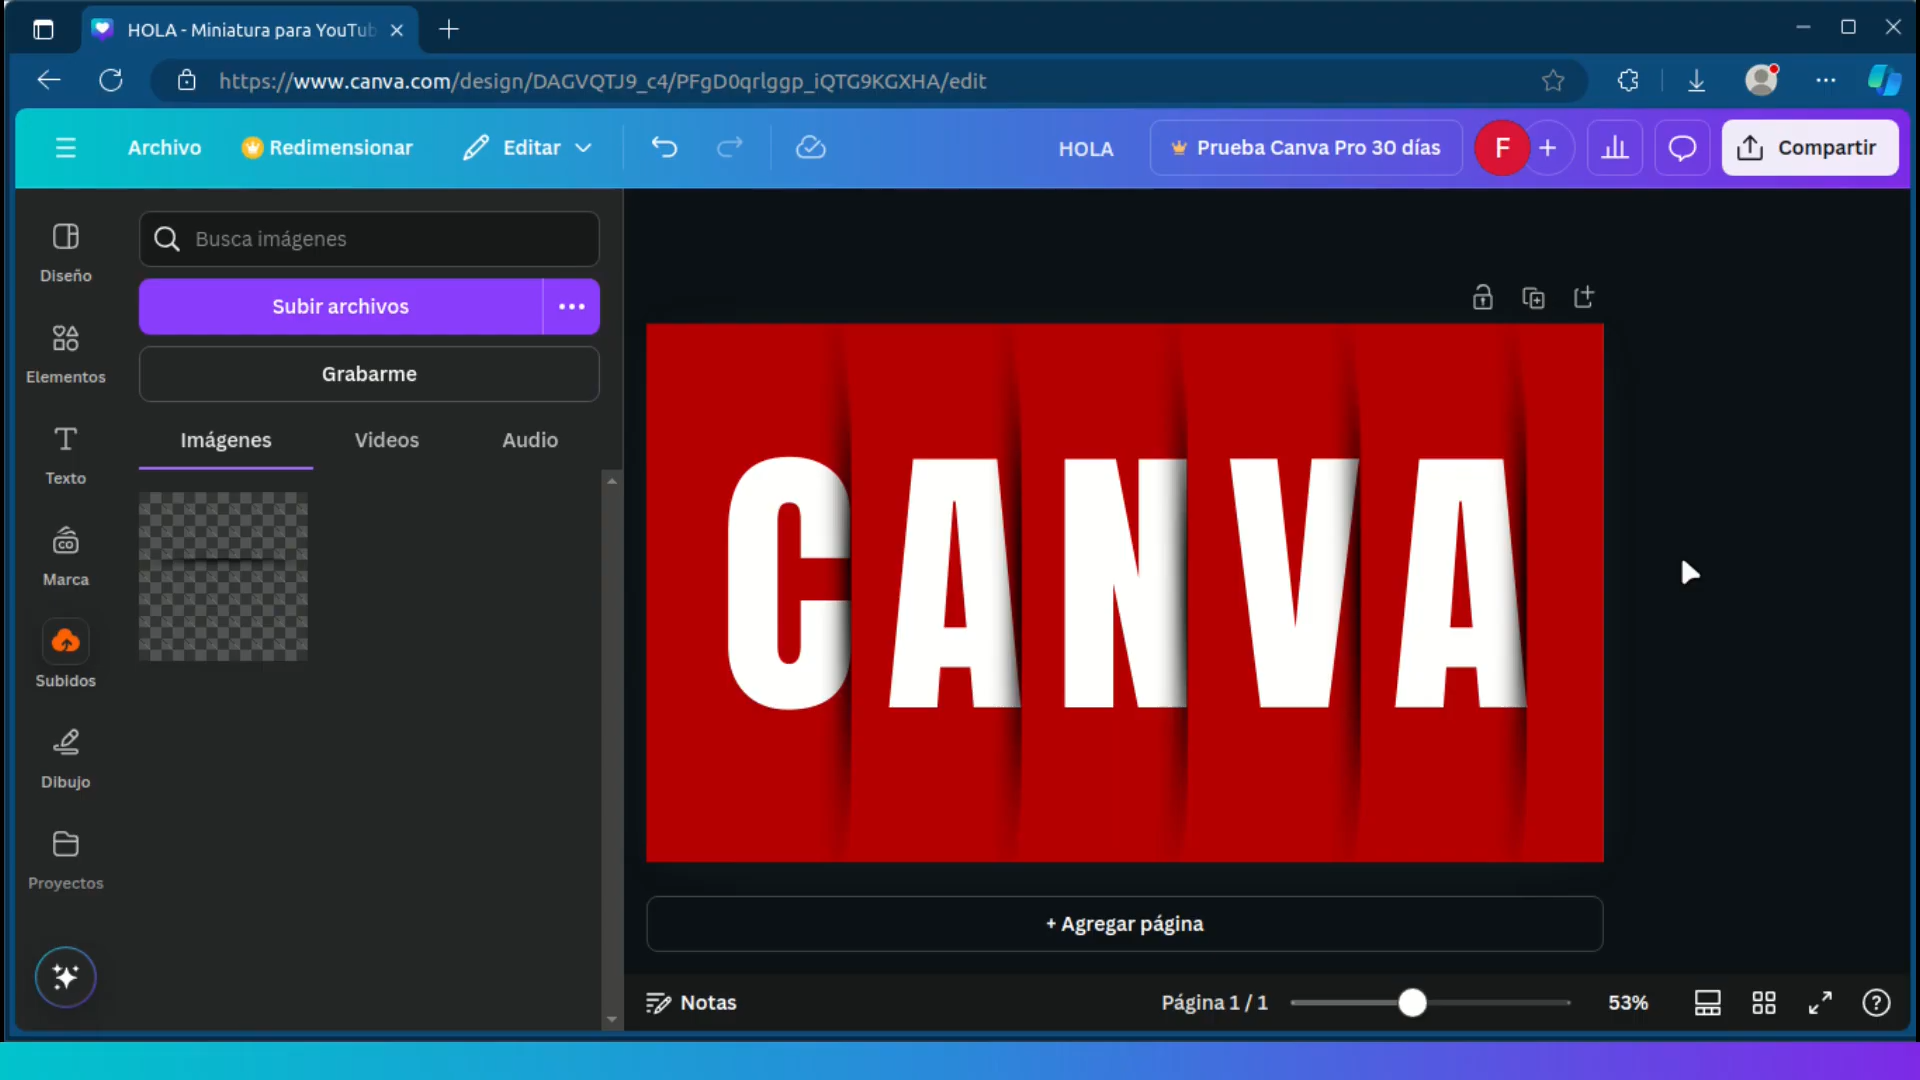 HOLA - Miniatura para YouTub
https://www.canva.com/design/DAGVQTJ9_c4/PFgD0qrlggp_iQTG9KGXHA/edit
Archivo
Redimensionar
Editar
HOLA
Prueba Canva Pro 30 días
F
Compartir
Diseño
Elementos
Texto
CO
Marca
Subidos
Dibujo
Proyectos
Busca imágenes
Subir archivos
Grabarme
Imágenes
Videos
Audio
CANVA
+ Agregar página
Notas
Página 1 / 1
53%